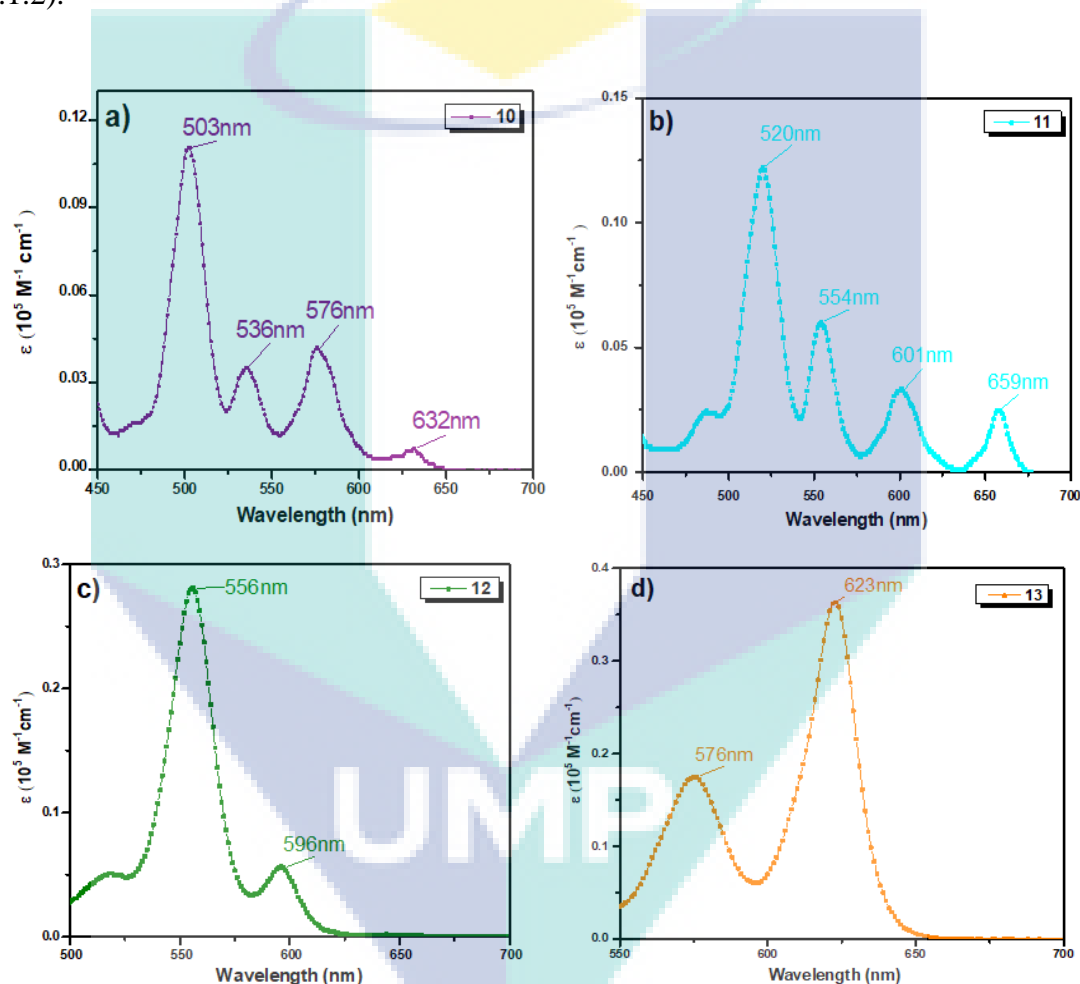 .1.2).
a)
10
503nm
536nm
576nm
632nm
0.12
0.09
0.06
0.03
0.00
ε (10⁵ M⁻¹ cm⁻¹ )
450 500 550 600 650 700
Wavelength (nm)
b)
11
520nm
554nm
601nm
659nm
0.15
0.10
0.05
0.00
ε (10⁵ M⁻¹cm⁻¹)
450 500 550 600 650 700
Wavelength (nm)
c)
12
556nm
596nm
0.3
0.2
0.1
0.0
ε (10⁵ M⁻¹cm⁻¹ )
500 550 600 650 700
Wavelength (nm)
d)
13
623nm
576nm
0.4
0.3
0.2
0.1
0.0
ε (10⁵ M⁻¹cm⁻¹)
550 600 650 700
Wavelength (nm)
UMP